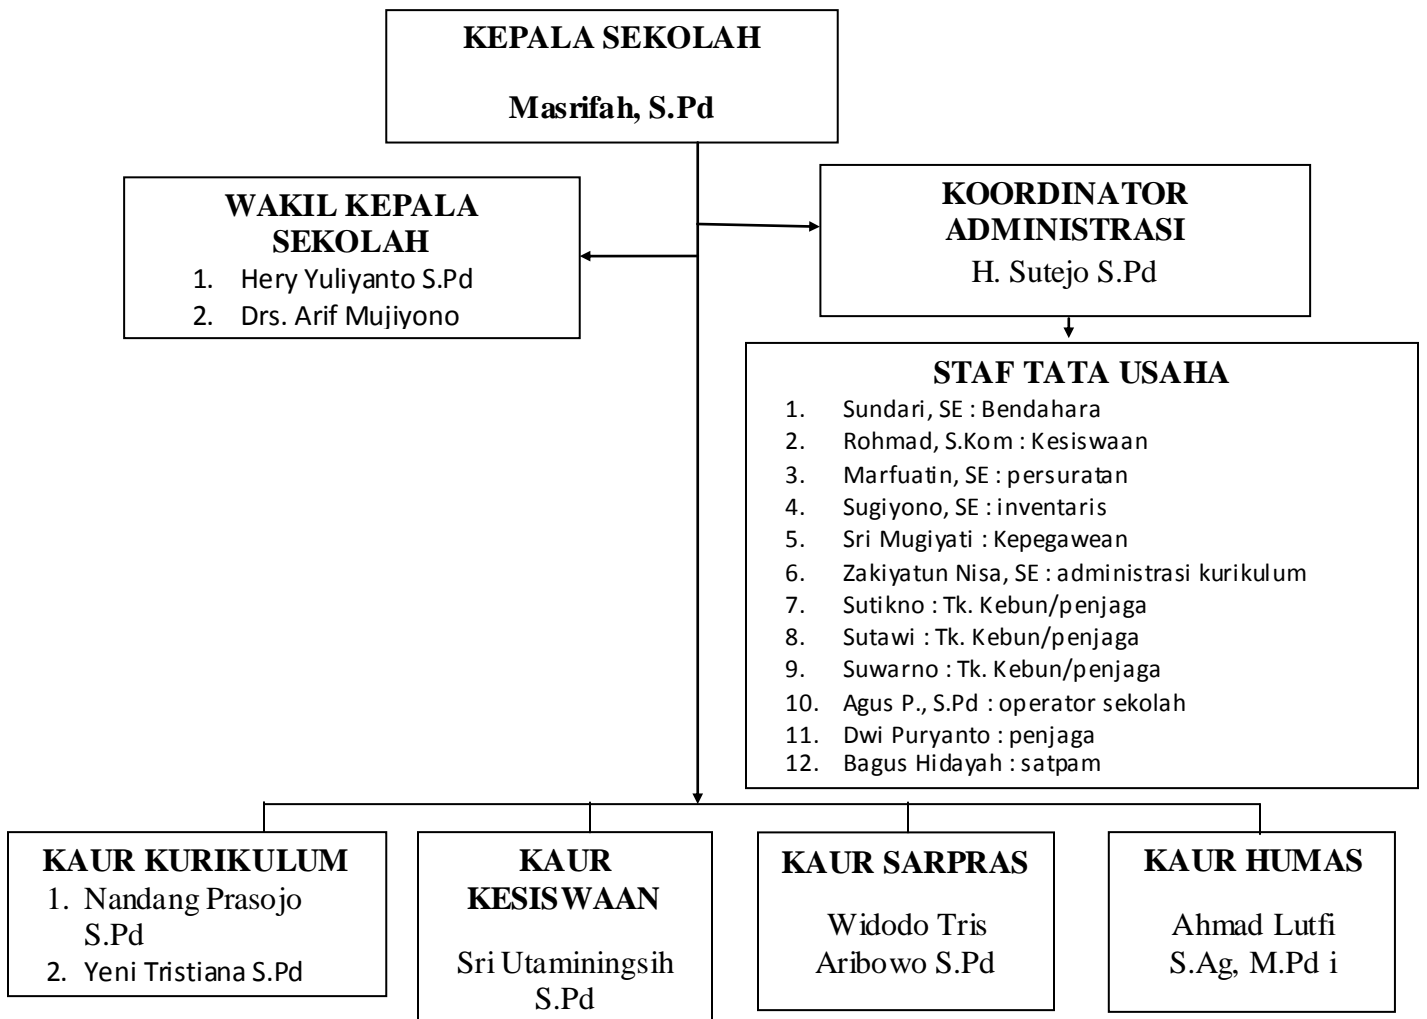 KEPALA SEKOLAH
Masrifah, S.Pd
WAKIL KEPALA
SEKOLAH
1. Hery Yuliyanto S.Pd
2. Drs. Arif Mujiyono
KOORDINATOR
ADMINISTRASI
H. Sutejo S.Pd
STAF TATA USAHA
1. Sundari, SE : Bendahara
2. Rohmad, S.Kom : Kesiswaan
3. Marfuatin, SE : persuratan
4. Sugiyono, SE : inventaris
5. Sri Mugiyati : Kepegawean
6. Zakiyatun Nisa, SE : administrasi kurikulum
7. Sutikno : Tk. Kebun/penjaga
8. Sutawi : Tk. Kebun/penjaga
9. Suwarno : Tk. Kebun/penjaga
10. Agus P., S.Pd : operator sekolah
11. Dwi Puryanto : penjaga
12. Bagus Hidayah : satpam
KAUR KURIKULUM
1. Nandang Prasojo
S.Pd
2. Yeni Tristiana S.Pd
KAUR
KESISWAAN
Sri Utaminingsih
S.Pd
KAUR SARPRAS
Widodo Tris
Aribowo S.Pd
KAUR HUMAS
Ahmad Lutfi
S.Ag, M.Pd i